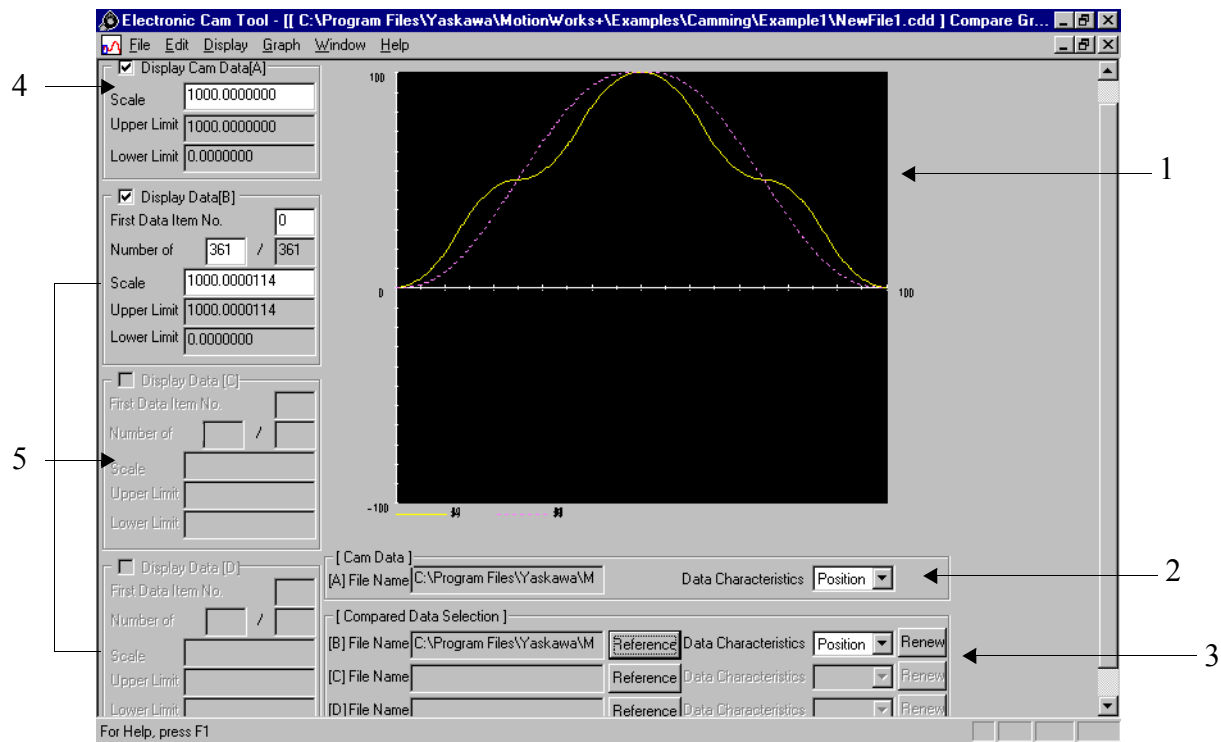 Electronic Cam Tool - [[ C:\Program Files\Yaskawa\MotionWorks+\Examples\Camming\Example1\NewFile1.cdd ] Compare Gr...
File Edit Display Graph Window Help
4
Display Cam Data[A]
Scale 1000.0000000
Upper Limit 1000.0000000
Lower Limit 0.0000000
Display Data[B]
First Data Item No. 0
Number of 361 / 361
Scale 1000.0000114
Upper Limit 1000.0000114
Lower Limit 0.0000000
5
Display Data [C]
First Data Item No.
Number of /
Scale
Upper Limit
Lower Limit
Display Data [D]
First Data Item No.
Number of /
Scale
Upper Limit
Lower Limit
100
0
100
-100
1
[ Cam Data ]
[A] File Name C:\Program Files\Yaskawa\M Data Characteristics Position
2
[ Compared Data Selection ]
[B] File Name C:\Program Files\Yaskawa\M Reference Data Characteristics Position Renew
[C] File Name Reference Data Characteristics Renew
[D] File Name Reference Data Characteristics Renew
3
For Help, press F1